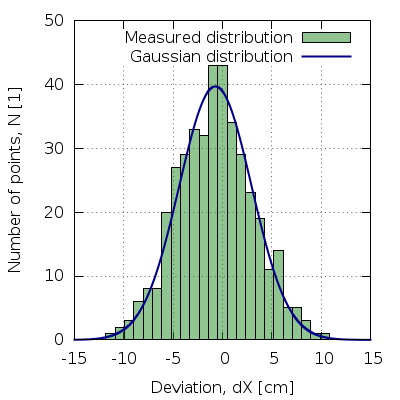 Measured distribution
Gaussian distribution
50
40
30
20
10
0
-15 -10 -5 0 5 10 15
Number of points, N [1]
Deviation, dX [cm]